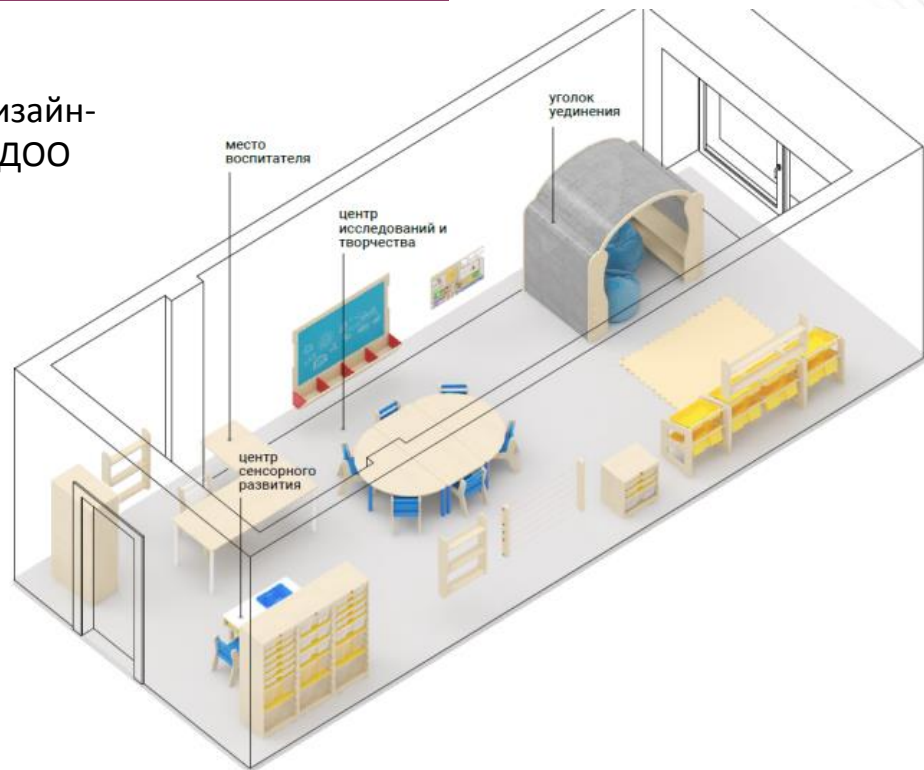 изайн-
ДОО
место
воспитателя
центр
исследований и
творчества
уголок
уединения
центр
сенсорного
развития